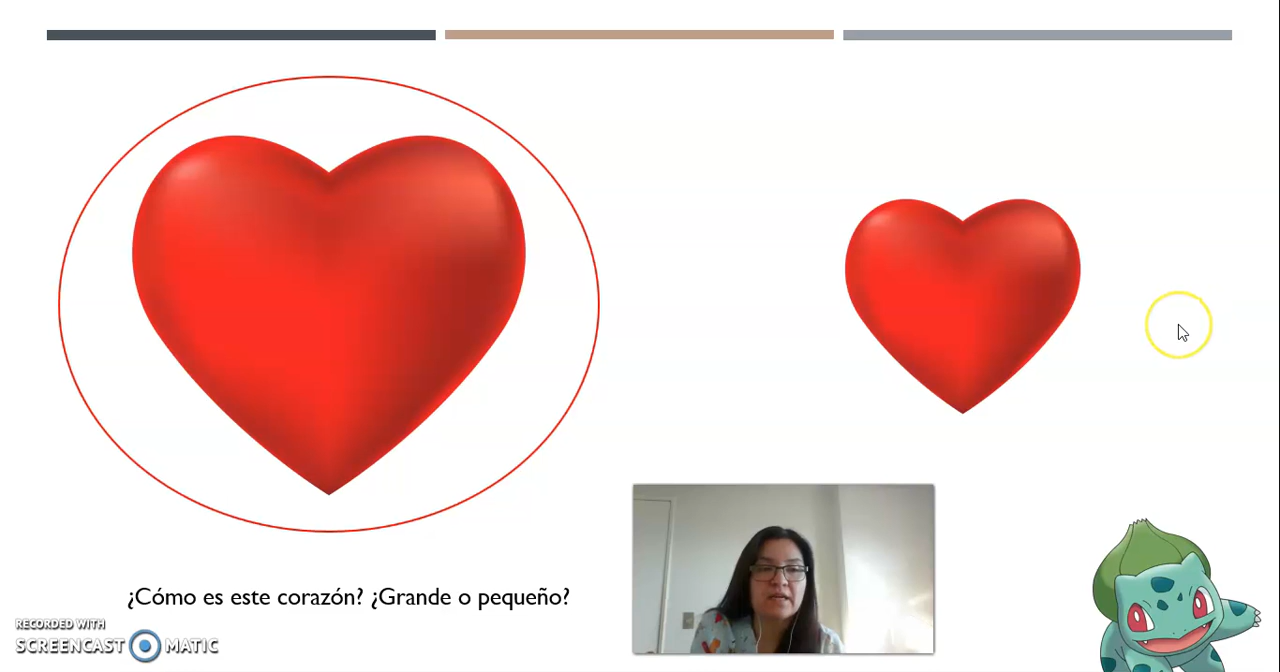 ¿Cómo es este corazón? ¿Grande o pequeño?
RECORDED WITH
SCREENCAST MATIC